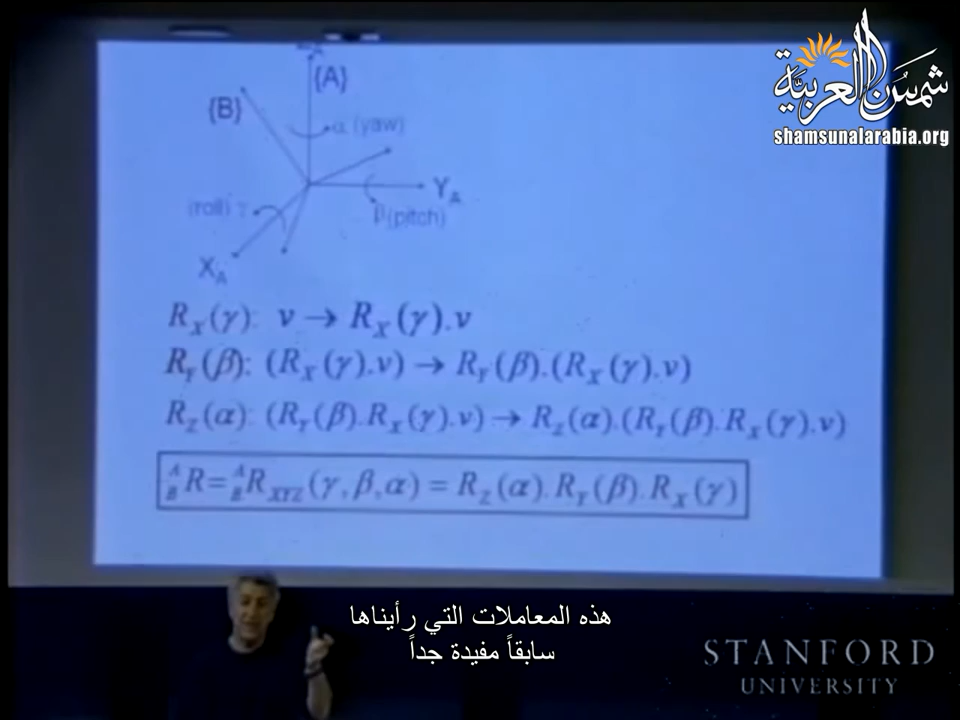 شمس العربية
shamsunalarabia.org
{A}
{B}
α (yaw)
Y_A
β (pitch)
(roll) γ
X_A
R_X(γ): v → R_X(γ).v
R_Y(β): (R_X(γ).v) → R_Y(β).(R_X(γ).v)
R_Z(α): (R_Y(β).R_X(γ).v) → R_Z(α).(R_Y(β).R_X(γ).v)
^A_B R = ^A_B R_XYZ(γ,β,α) = R_Z(α).R_Y(β).R_X(γ)
هذه المعاملات التي رأيناها
سابقاً مفيدة جداً
STANFORD
UNIVERSITY